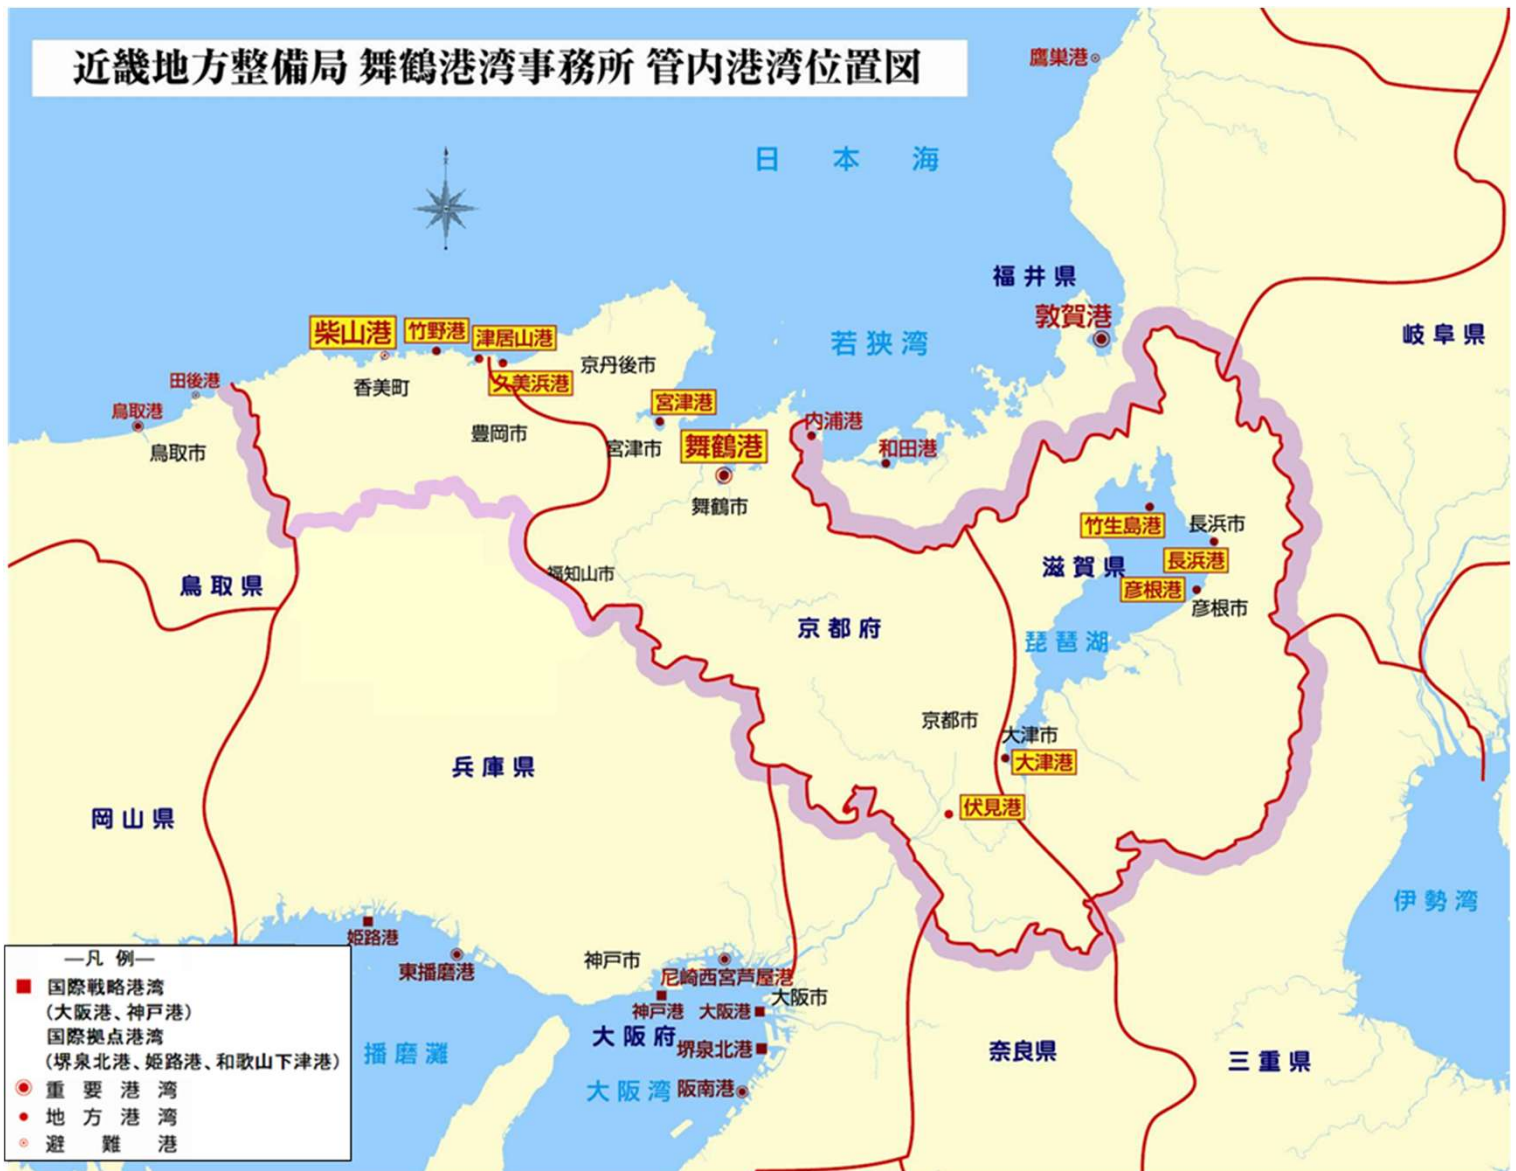 近畿地方整備局 舞鶴港湾事務所 管内港湾位置図
鷹巣港
日 本 海
福井県
敦賀港
若狭湾
岐阜県
柴山港
竹野港
津居山港
久美浜港
京丹後市
香美町
田後港
鳥取港
鳥取市
豊岡市
宮津港
宮津市
舞鶴港
舞鶴市
内浦港
和田港
竹生島港
長浜市
長浜港
滋賀県
彦根港
彦根市
琵琶湖
鳥取県
福知山市
京都府
京都市
大津市
大津港
伏見港
兵庫県
岡山県
伊勢湾
姫路港
東播磨港
神戸市
尼崎西宮芦屋港
神戸港
大阪港
大阪市
大阪府
堺泉北港
播磨灘
大阪湾
阪南港
奈良県
三重県
―凡 例―
国際戦略港湾
(大阪港、神戸港)
国際拠点港湾
(堺泉北港、姫路港、和歌山下津港)
重 要 港 湾
地 方 港 湾
避 難 港